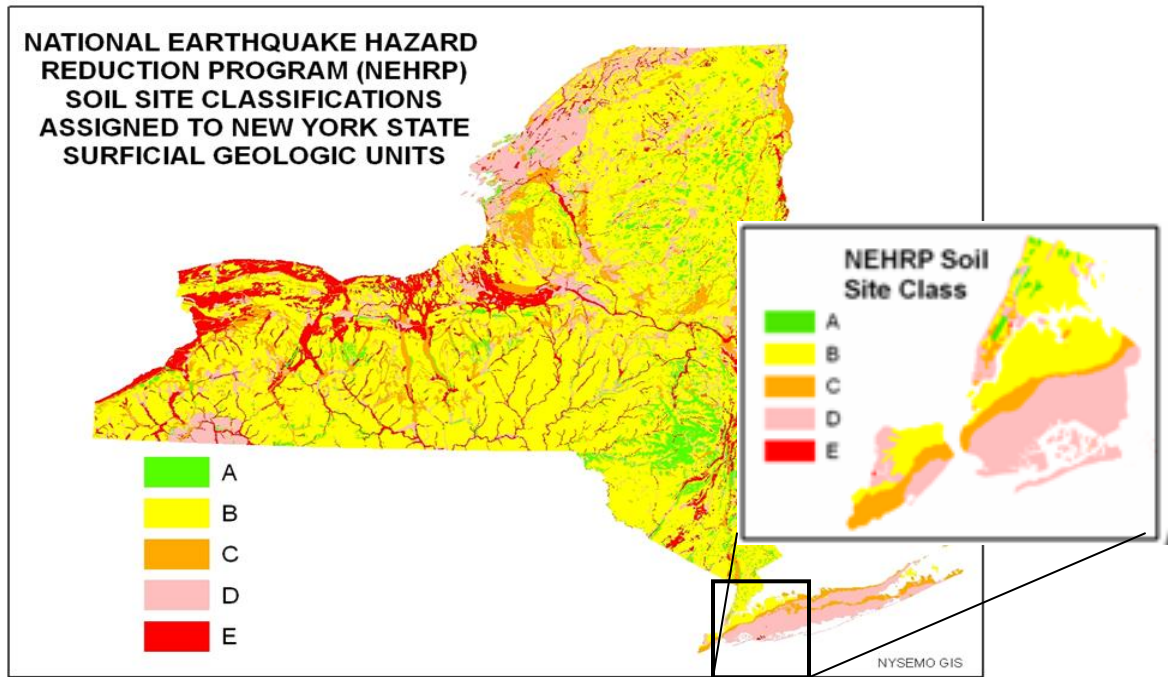 NATIONAL EARTHQUAKE HAZARD
REDUCTION PROGRAM (NEHRP)
SOIL SITE CLASSIFICATIONS
ASSIGNED TO NEW YORK STATE
SURFICIAL GEOLOGIC UNITS
NEHRP Soil
Site Class
A
B
C
D
E
A
B
C
D
E
NYSEMO GIS